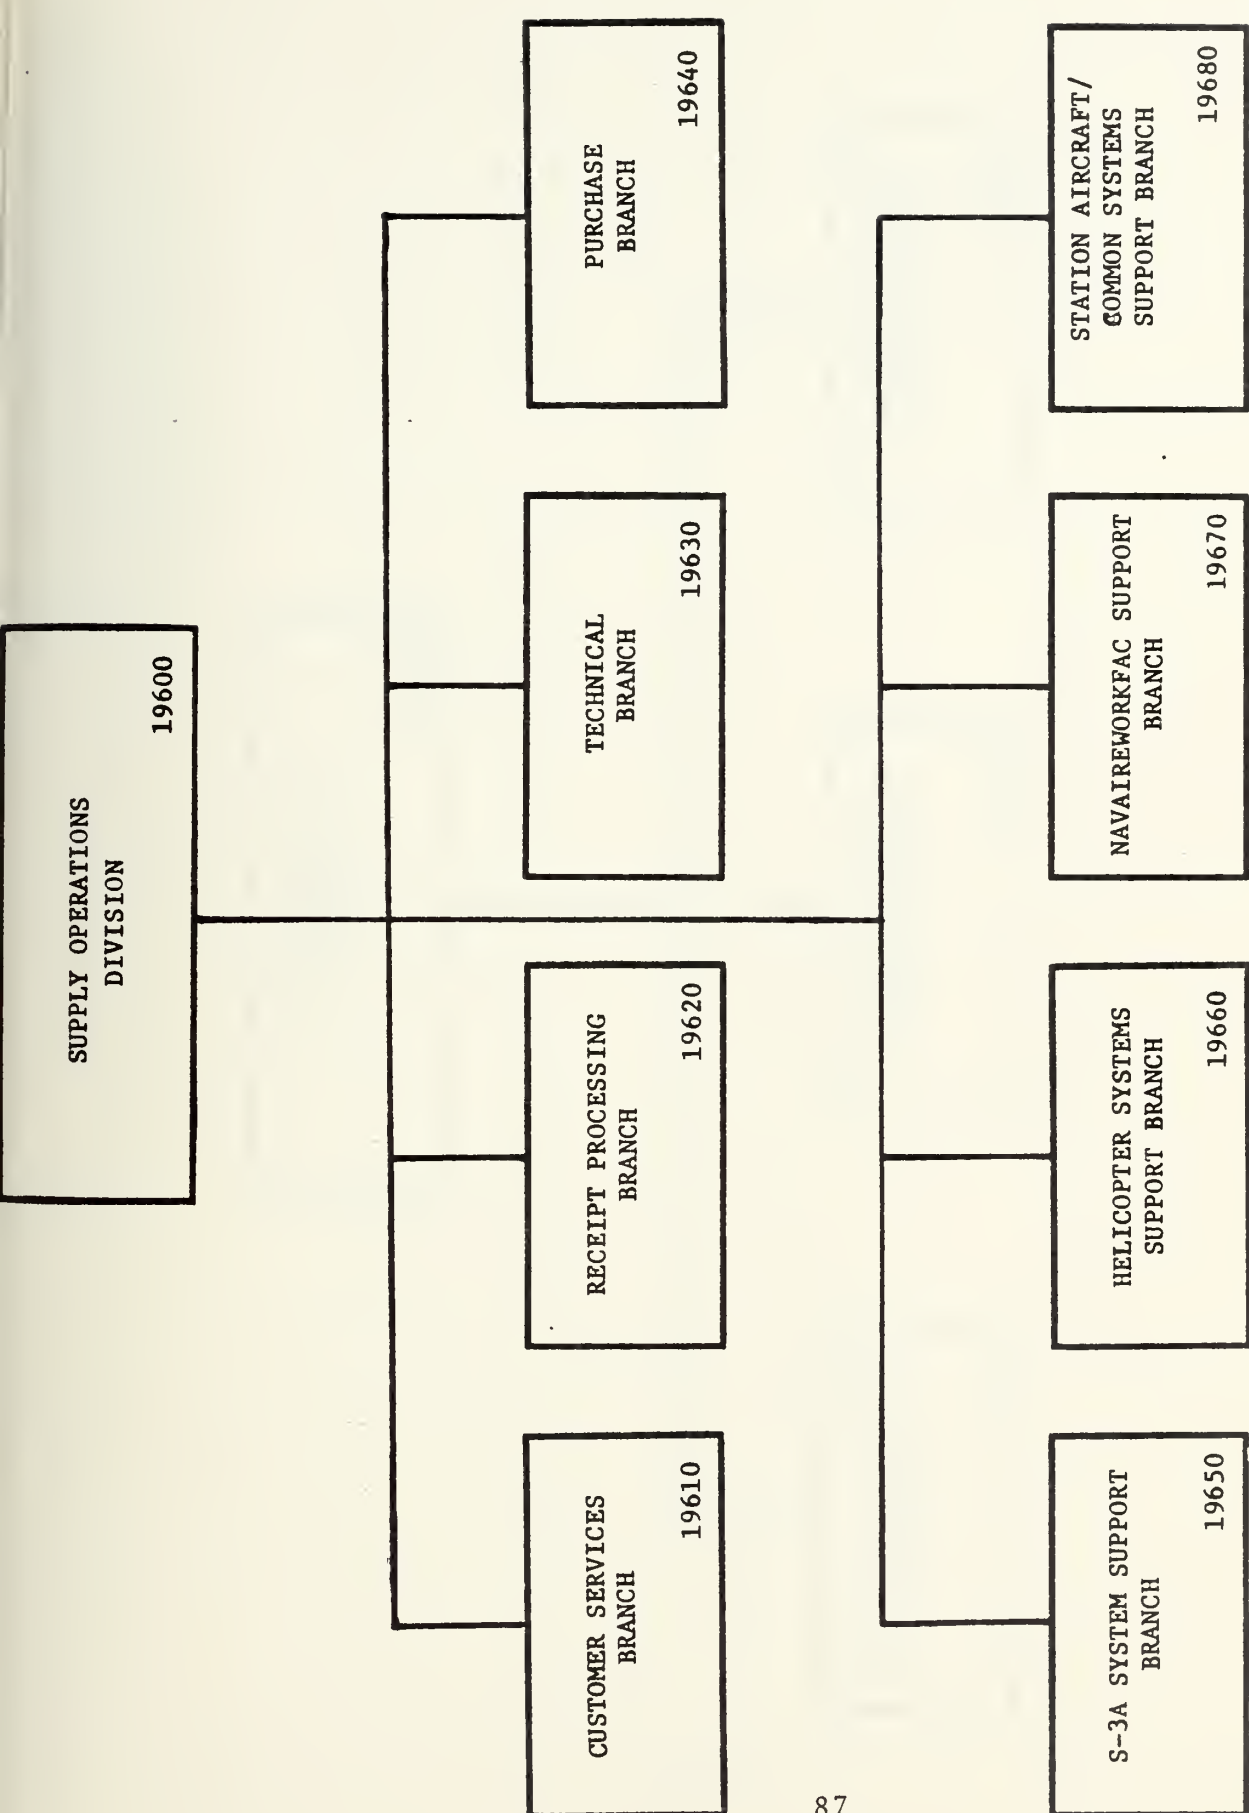 SUPPLY OPERATIONS
DIVISION
19600
CUSTOMER SERVICES
BRANCH
19610
RECEIPT PROCESSING
BRANCH
19620
TECHNICAL
BRANCH
19630
PURCHASE
BRANCH
19640
S-3A SYSTEM SUPPORT
BRANCH
19650
HELICOPTER SYSTEMS
SUPPORT BRANCH
19660
NAVAIREWORKFAC SUPPORT
BRANCH
19670
STATION AIRCRAFT/
COMMON SYSTEMS
SUPPORT BRANCH
19680
87